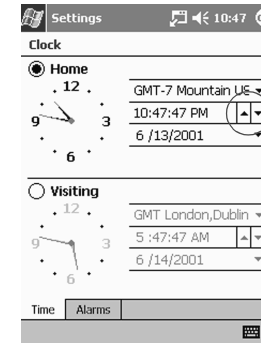 Settings 10:47
Clock
Home
12
9 3
6
GMT-7 Mountain US
10:47:47 PM
6 /13/2001
Visiting
12
9 3
6
GMT London,Dublin
5 :47:47 AM
6 /14/2001
Time Alarms